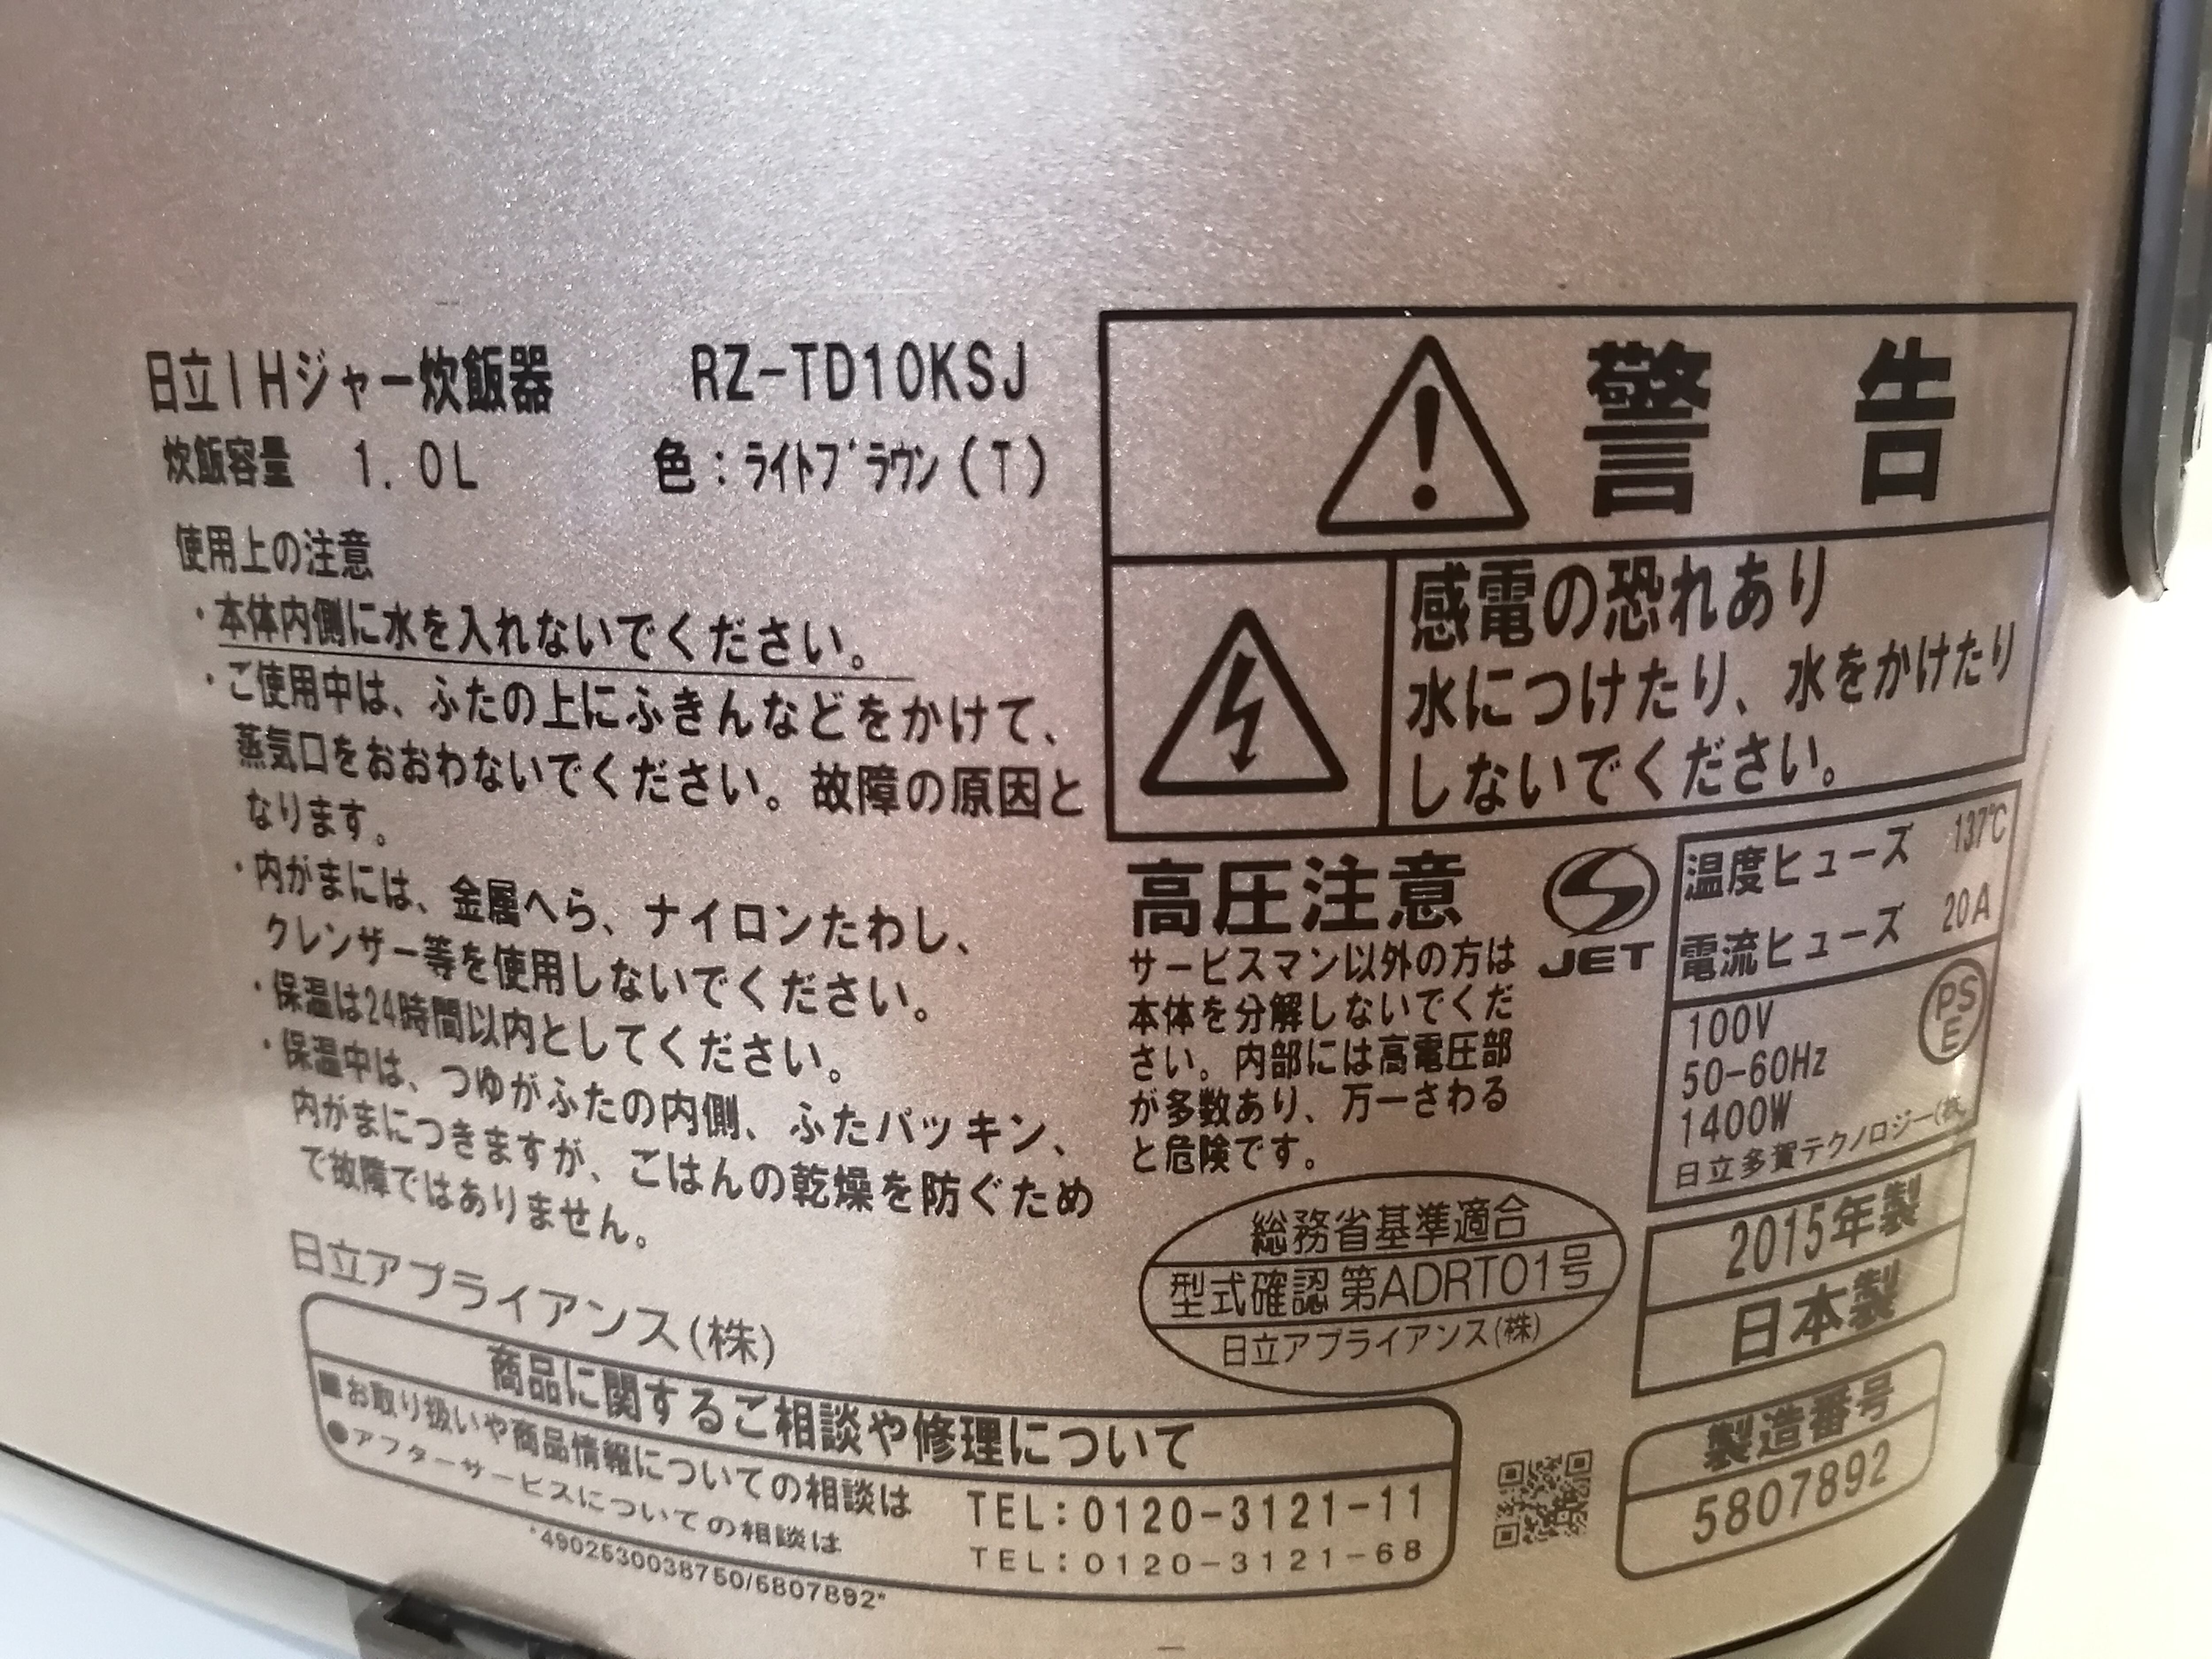 日立IHジャー炊飯器 RZ-TD10KSJ
炊飯容量 1.0L 色：ﾗｲﾄﾌﾞﾗｳﾝ(T)
使用上の注意
・本体内側に水を入れないでください。
・ご使用中は、ふたの上にふきんなどをかけて、
蒸気口をおおわないでください。故障の原因と
なります。
・内がまには、金属へら、ナイロンたわし、
クレンザー等を使用しないでください。
・保温は24時間以内としてください。
・保温中は、つゆがふたの内側、ふたパッキン、
内がまにつきますが、ごはんの乾燥を防ぐため
で故障ではありません。
日立アプライアンス(株)
商品に関するご相談や修理について
■お取り扱いや商品情報についての相談は TEL:0120-3121-11
●アフターサービスについての相談は TEL:0120-3121-68
*4902530038750/5807892*
警告
感電の恐れあり
水につけたり、水をかけたり
しないでください。
高圧注意
サービスマン以外の方は
本体を分解しないでくだ
さい。内部には高電圧部
が多数あり、万一さわる
と危険です。
JET
温度ヒューズ 137℃
電流ヒューズ 20A
100V
50-60Hz
1400W
PS
E
日立多賀テクノロジー(株)
総務省基準適合
型式確認 第ADRT01号
日立アプライアンス(株)
2015年製
日本製
製造番号
5807892